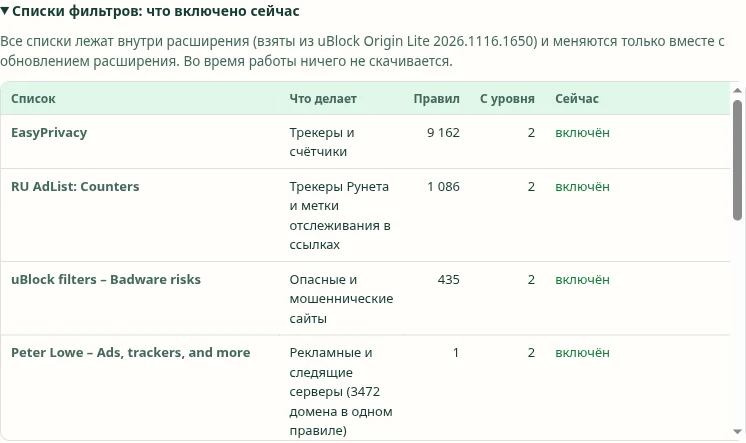 ▼ Списки фильтров: что включено сейчас
Все списки лежат внутри расширения (взяты из uBlock Origin Lite 2026.1116.1650) и меняются только вместе с
обновлением расширения. Во время работы ничего не скачивается.
Список Что делает Правил С уровня Сейчас
EasyPrivacy Трекеры и 9 162 2 включён
счётчики
RU AdList: Counters Трекеры Рунета 1 086 2 включён
и метки
отслеживания в
ссылках
uBlock filters – Badware risks Опасные и 435 2 включён
мошеннические
сайты
Peter Lowe – Ads, trackers, and more Рекламные и 1 2 включён
следящие
серверы (3472
домена в одном
правиле)